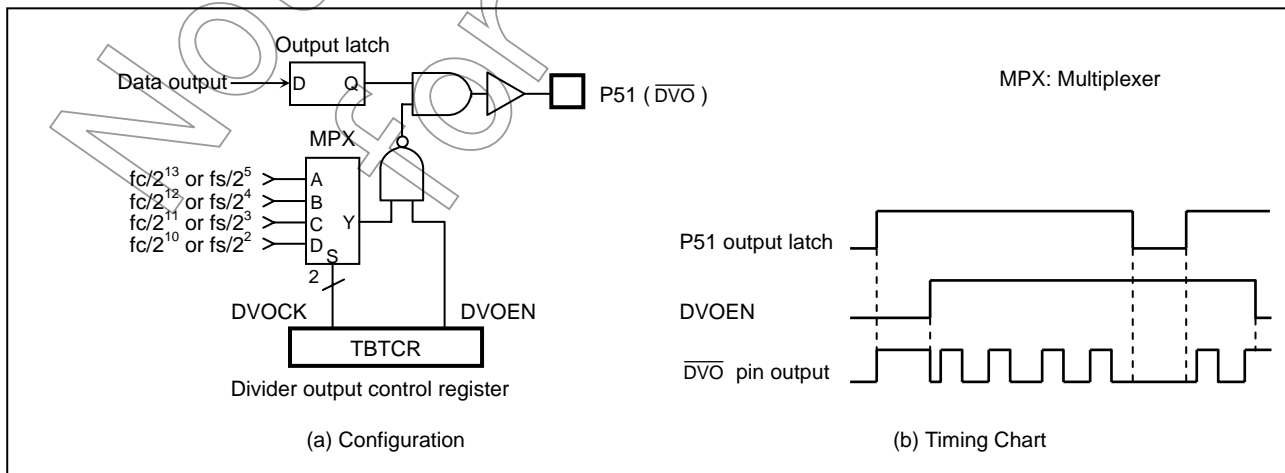 Output latch
Data output
D
Q
P51 ( DVO )
MPX: Multiplexer
MPX
fc/2^13 or fs/2^5
fc/2^12 or fs/2^4
fc/2^11 or fs/2^3
fc/2^10 or fs/2^2
A
B
C
D
Y
S
2
DVOCK
DVOEN
TBTCR
Divider output control register
(a) Configuration
P51 output latch
DVOEN
DVO pin output
(b) Timing Chart